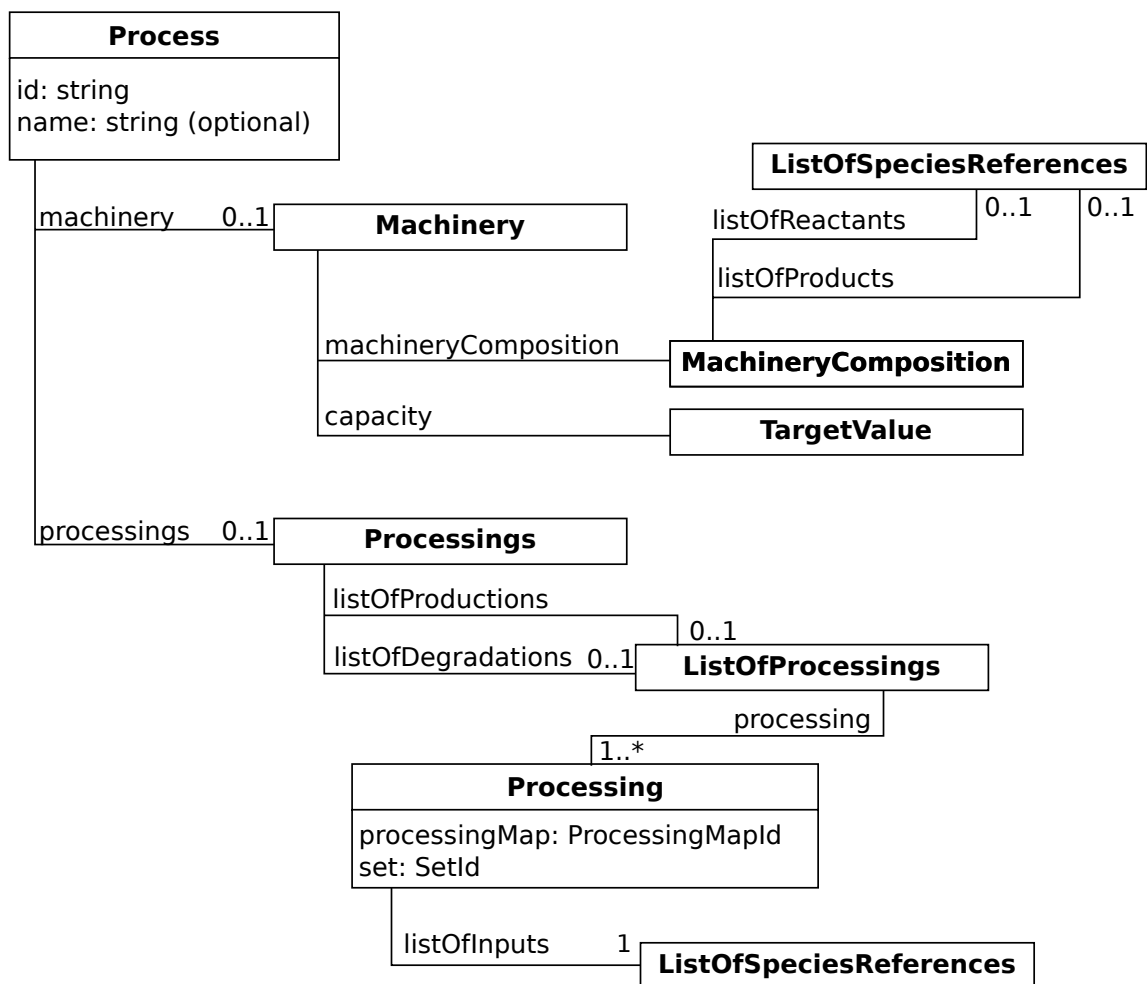 Process
id: string
name: string (optional)
ListOfSpeciesReferences
machinery 0..1
Machinery
listOfReactants 0..1 0..1
listOfProducts
machineryComposition
MachineryComposition
capacity
TargetValue
processings 0..1
Processings
listOfProductions
0..1
listOfDegradations 0..1
ListOfProcessings
processing
1..*
Processing
processingMap: ProcessingMapId
set: SetId
listOfInputs 1
ListOfSpeciesReferences